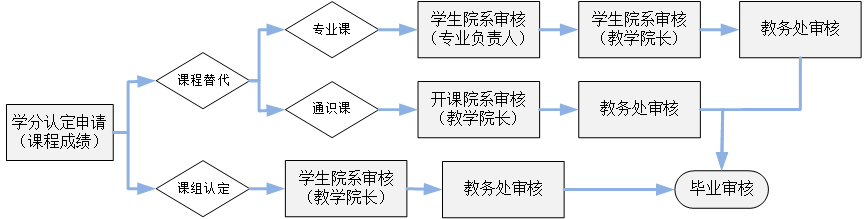 学分认定申请
（课程成绩）
课程替代
专业课
学生院系审核
（专业负责人）
学生院系审核
（教学院长）
教务处审核
通识课
开课院系审核
（教学院长）
教务处审核
课组认定
学生院系审核
（教学院长）
教务处审核
毕业审核